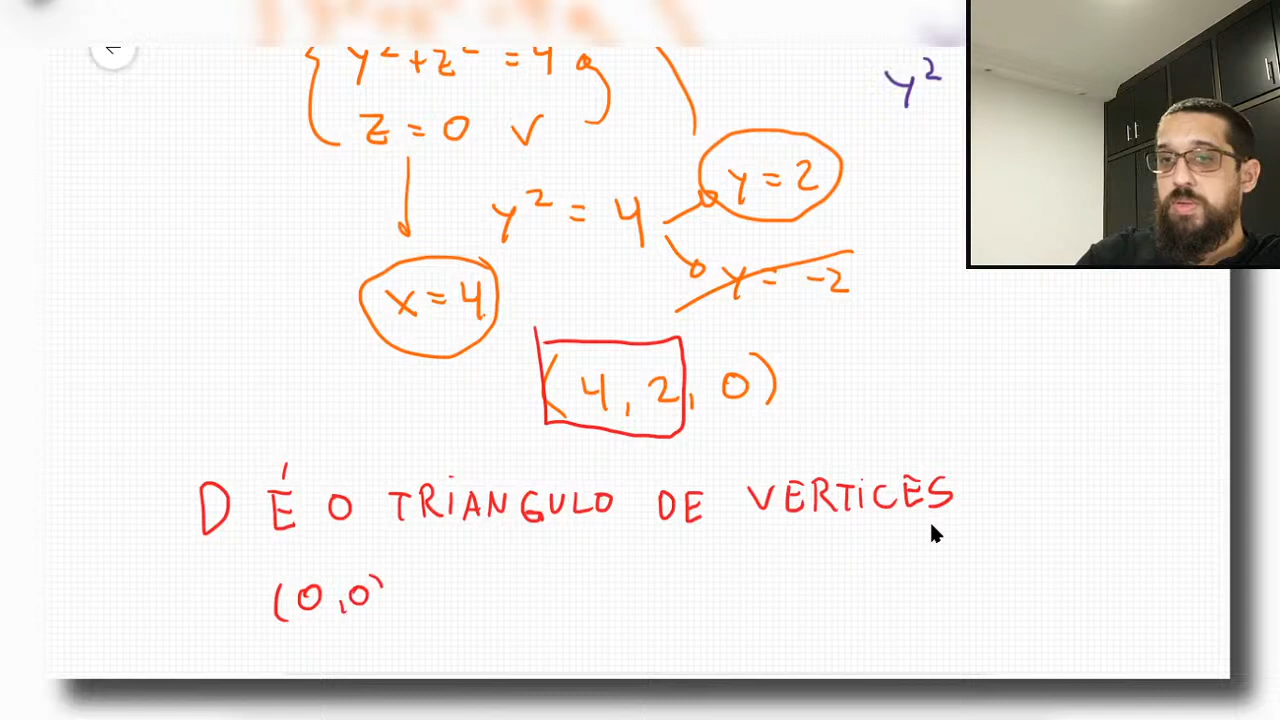 y² + z² = 4
y²
z = 0 ✓
y = 2
y² = 4
y = -2
x = 4
(4, 2, 0)
D É O TRIANGULO DE VERTICES
(0,0)